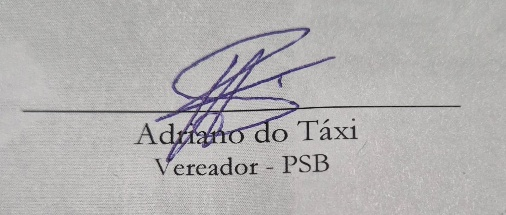 Adriano do Táxi
Vereador - PSB